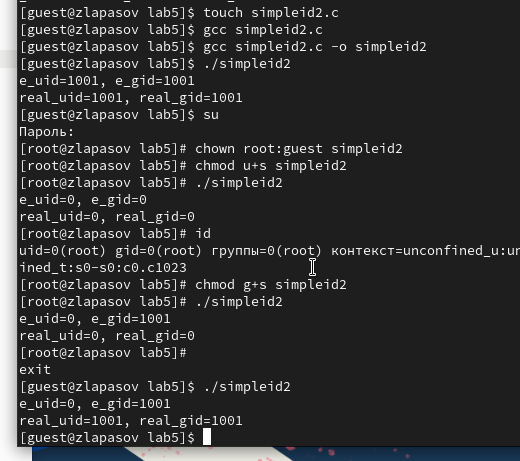 [guest@zlapasov lab5]$ touch simpleid2.c
[guest@zlapasov lab5]$ gcc simpleid2.c
[guest@zlapasov lab5]$ gcc simpleid2.c -o simpleid2
[guest@zlapasov lab5]$ ./simpleid2
e_uid=1001, e_gid=1001
real_uid=1001, real_gid=1001
[guest@zlapasov lab5]$ su
Пароль:
[root@zlapasov lab5]# chown root:guest simpleid2
[root@zlapasov lab5]# chmod u+s simpleid2
[root@zlapasov lab5]# ./simpleid2
e_uid=0, e_gid=0
real_uid=0, real_gid=0
[root@zlapasov lab5]# id
uid=0(root) gid=0(root) группы=0(root) контекст=unconfined_u:un
ined_t:s0-s0:c0.c1023
[root@zlapasov lab5]# chmod g+s simpleid2
[root@zlapasov lab5]# ./simpleid2
e_uid=0, e_gid=1001
real_uid=0, real_gid=0
[root@zlapasov lab5]#
exit
[guest@zlapasov lab5]$ ./simpleid2
e_uid=0, e_gid=1001
real_uid=1001, real_gid=1001
[guest@zlapasov lab5]$